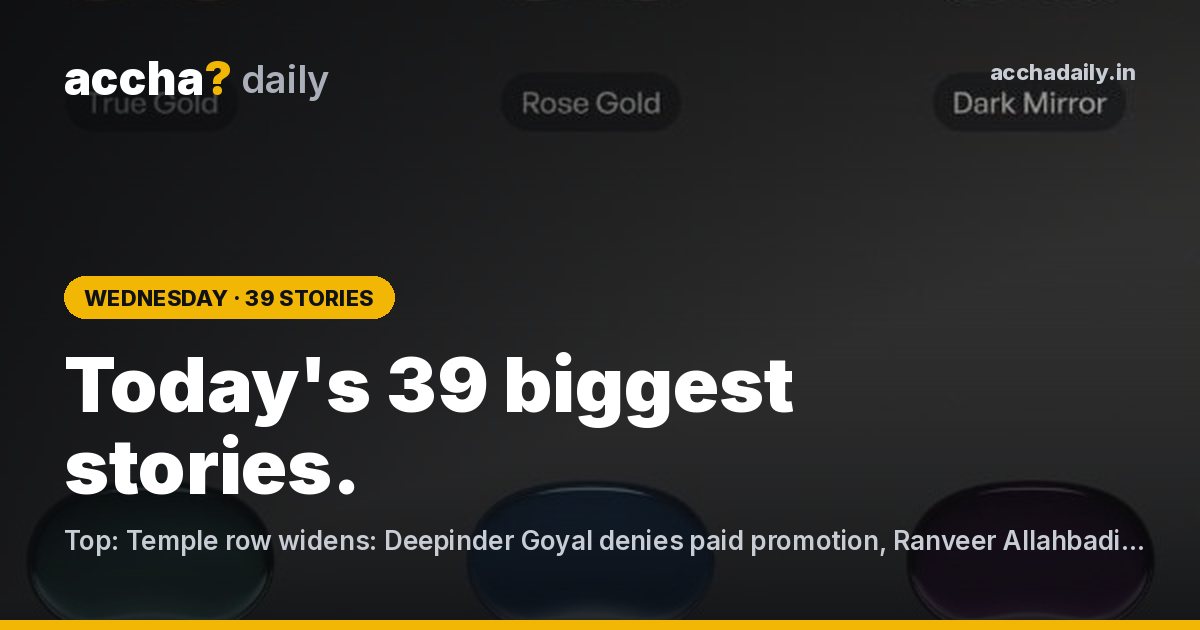 accha? daily
acchadaily.in
True Gold
Rose Gold
Dark Mirror
WEDNESDAY · 39 STORIES
Today's 39 biggest
stories.
Top: Temple row widens: Deepinder Goyal denies paid promotion, Ranveer Allahbadi…